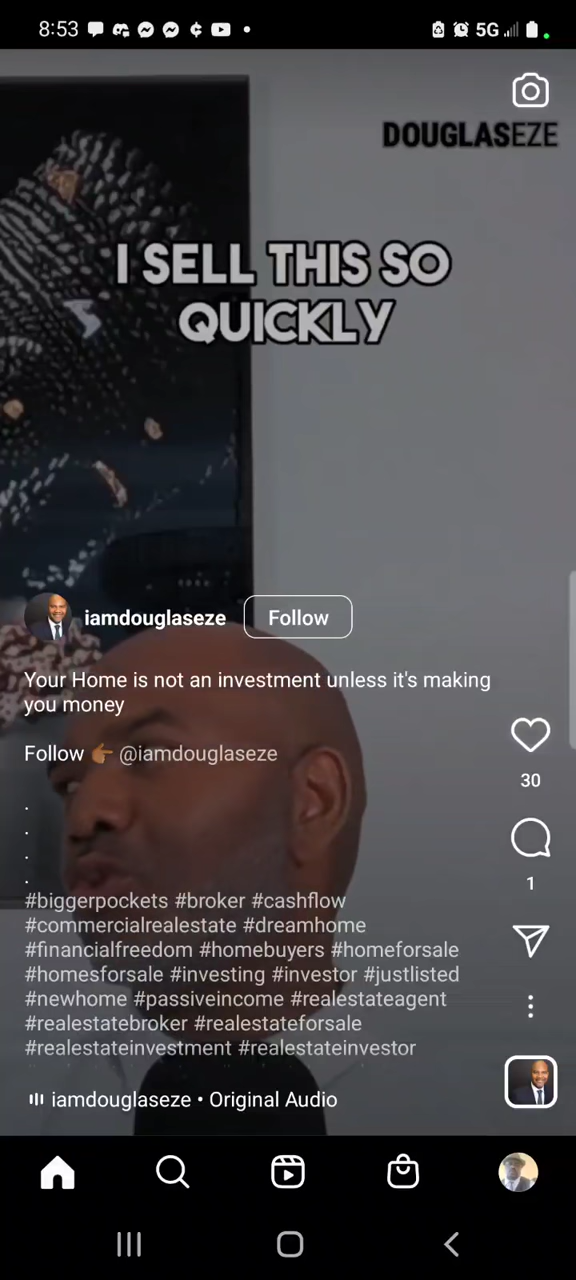 8:53
5G
DOUGLASEZE
I SELL THIS SO
QUICKLY
iamdouglaseze
Follow
Your Home is not an investment unless it's making
you money
Follow 👉🏾 @iamdouglaseze
.
.
.
.
#biggerpockets #broker #cashflow
#commercialrealestate #dreamhome
#financialfreedom #homebuyers #homeforsale
#homesforsale #investing #investor #justlisted
#newhome #passiveincome #realestateagent
#realestatebroker #realestateforsale
#realestateinvestment #realestateinvestor
30
1
iamdouglaseze • Original Audio